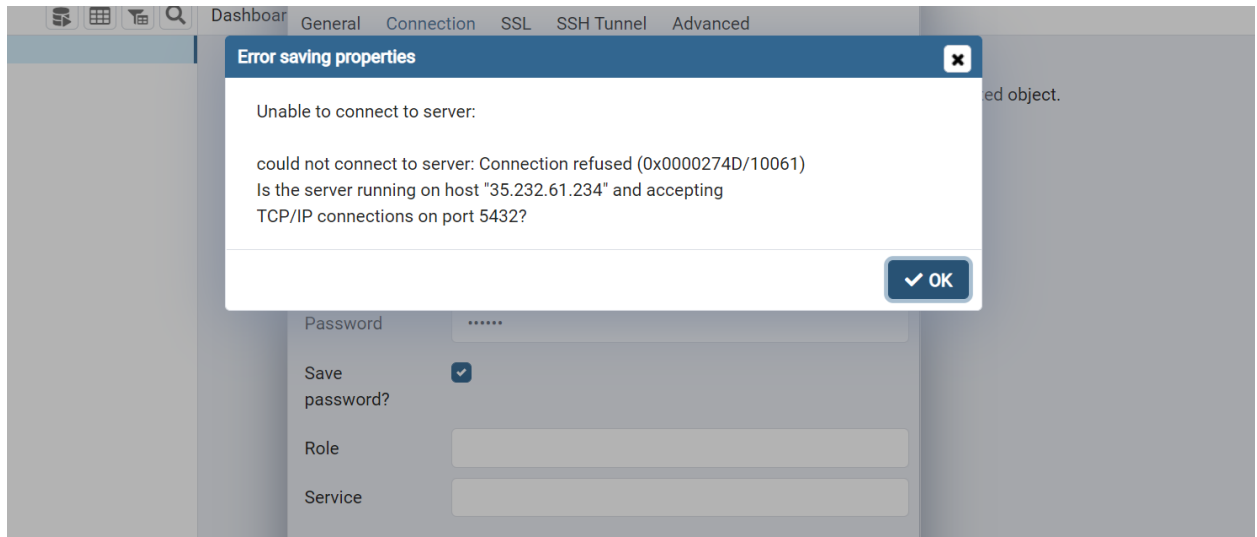 Dashboar
General Connection SSL SSH Tunnel Advanced
Error saving properties
ed object.
Unable to connect to server:
could not connect to server: Connection refused (0x0000274D/10061)
Is the server running on host "35.232.61.234" and accepting
TCP/IP connections on port 5432?
OK
Password ······
Save
password?
Role
Service